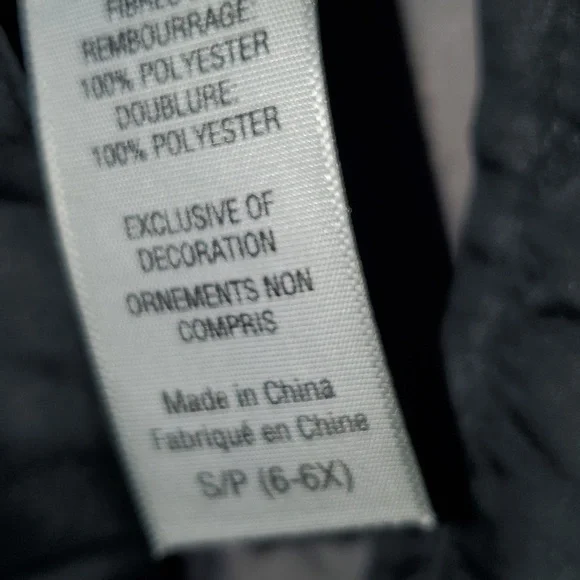 REMBOURRAGE:
100% POLYESTER
DOUBLURE:
100% POLYESTER
EXCLUSIVE OF
DECORATION
ORNEMENTS NON
COMPRIS
Made in China
Fabriqué en Chine
S/P (6-6X)